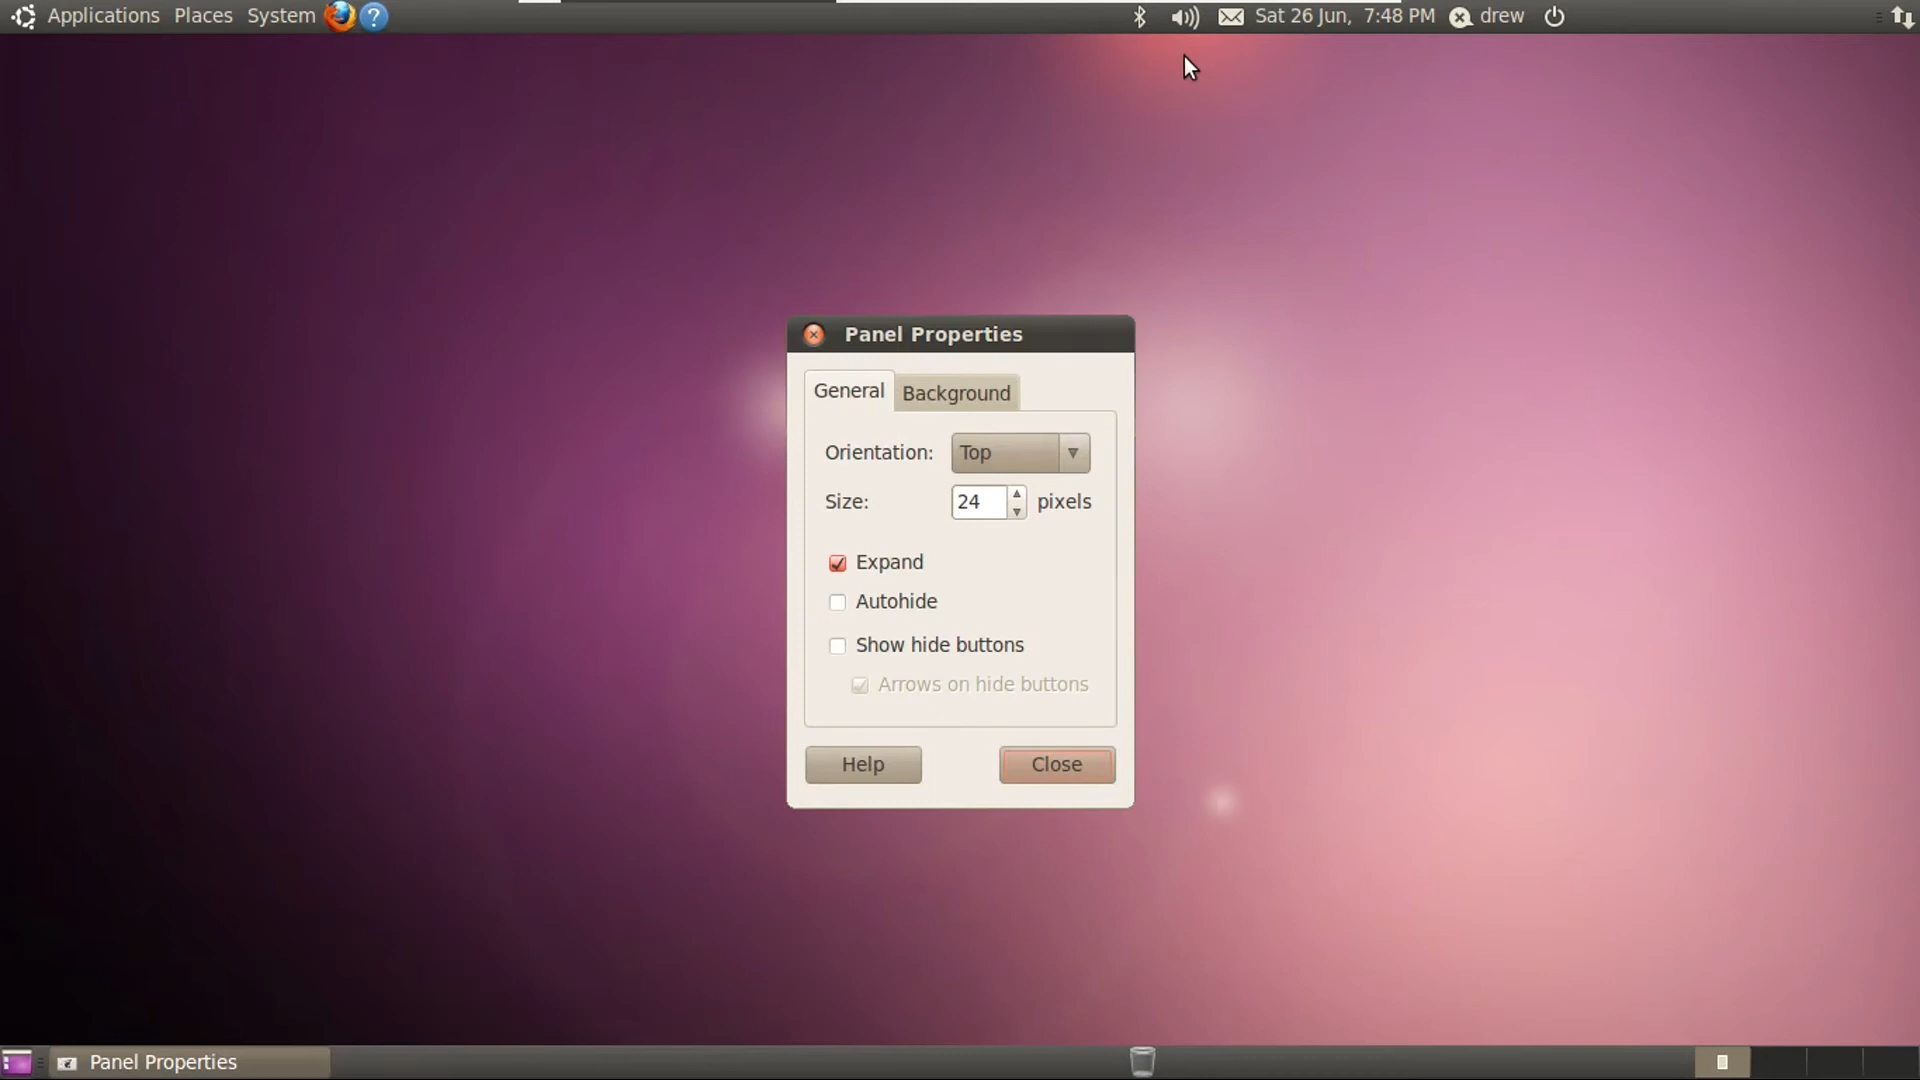 Applications Places System ? Sat 26 Jun, 7:48 PM drew
Panel Properties
General Background
Orientation: Top
Size: 24 pixels
Expand
Autohide
Show hide buttons
Arrows on hide buttons
Help Close
Panel Properties